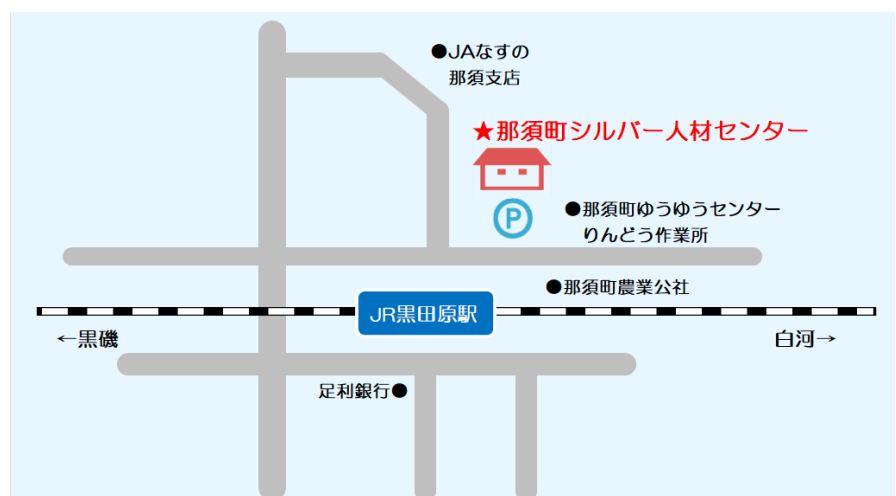 ●JAなすの
那須支店
★那須町シルバー人材センター
P
●那須町ゆうゆうセンター
りんどう作業所
●那須町農業公社
JR黒田原駅
←黒磯
白河→
足利銀行●